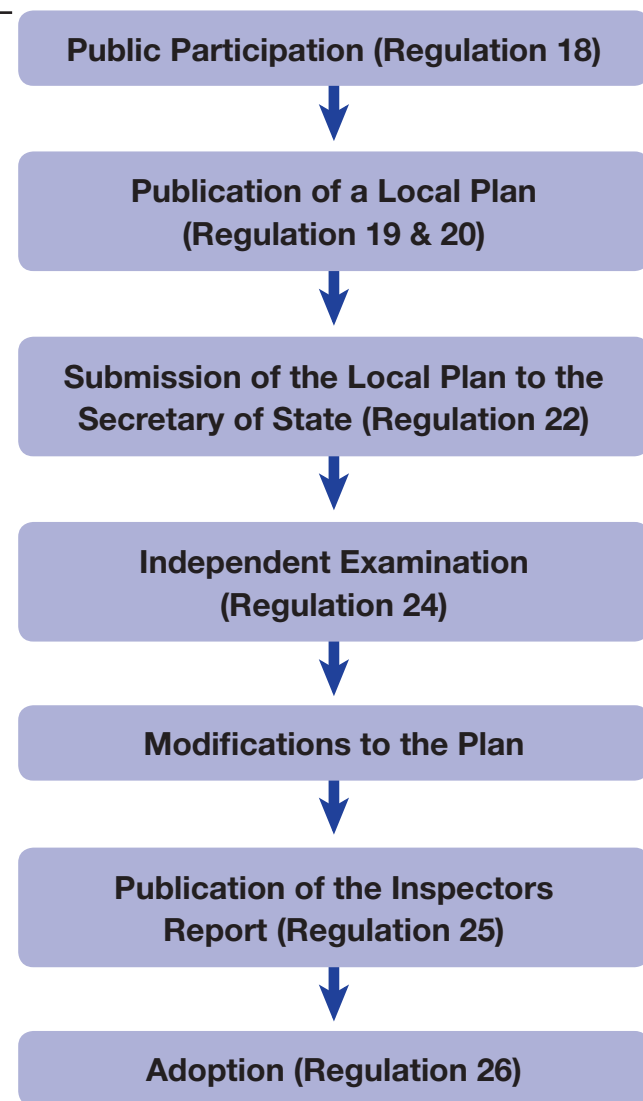 Public Participation (Regulation 18)
Publication of a Local Plan
(Regulation 19 & 20)
Submission of the Local Plan to the
Secretary of State (Regulation 22)
Independent Examination
(Regulation 24)
Modifications to the Plan
Publication of the Inspectors
Report (Regulation 25)
Adoption (Regulation 26)